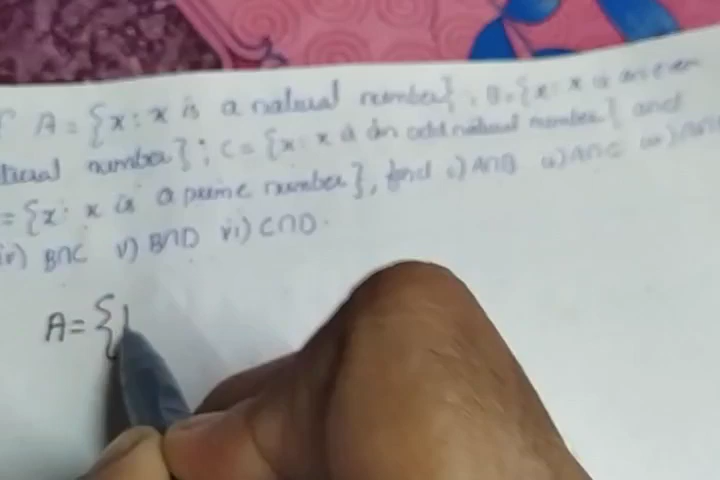 A = {x : x is a natural number} ; B = {x : x is an even
number} ; C = {x : x is an odd natural number} and
= {x : x is a prime number}, find i) A∩B ii) A∩C iii) A∩D
iv) B∩C v) B∩D vi) C∩D.
A = {1